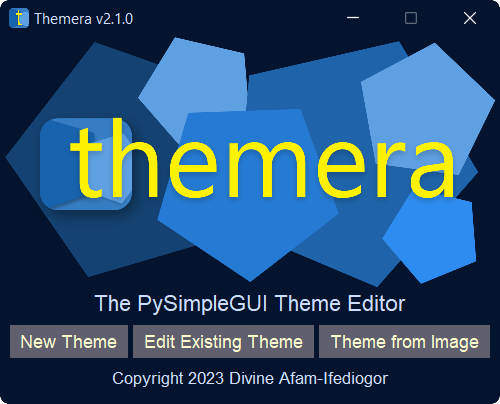 Themera v2.1.0
themera
The PySimpleGUI Theme Editor
New Theme Edit Existing Theme Theme from Image
Copyright 2023 Divine Afam-Ifediogor